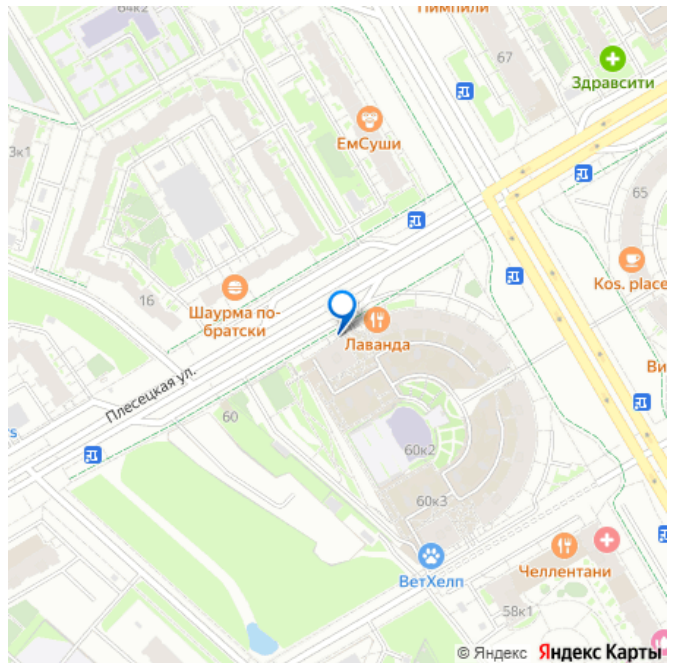 64к2
Пимпили
67
Здравсити
ЕмСуши
3к1
65
Kos. place
16
Шаурма по-
братски
Лаванда
Ви
Плесецкая ул.
60
60к2
60к3
ВетХелп
Челлентани
58к1
© Яндекс Яндекс Карты